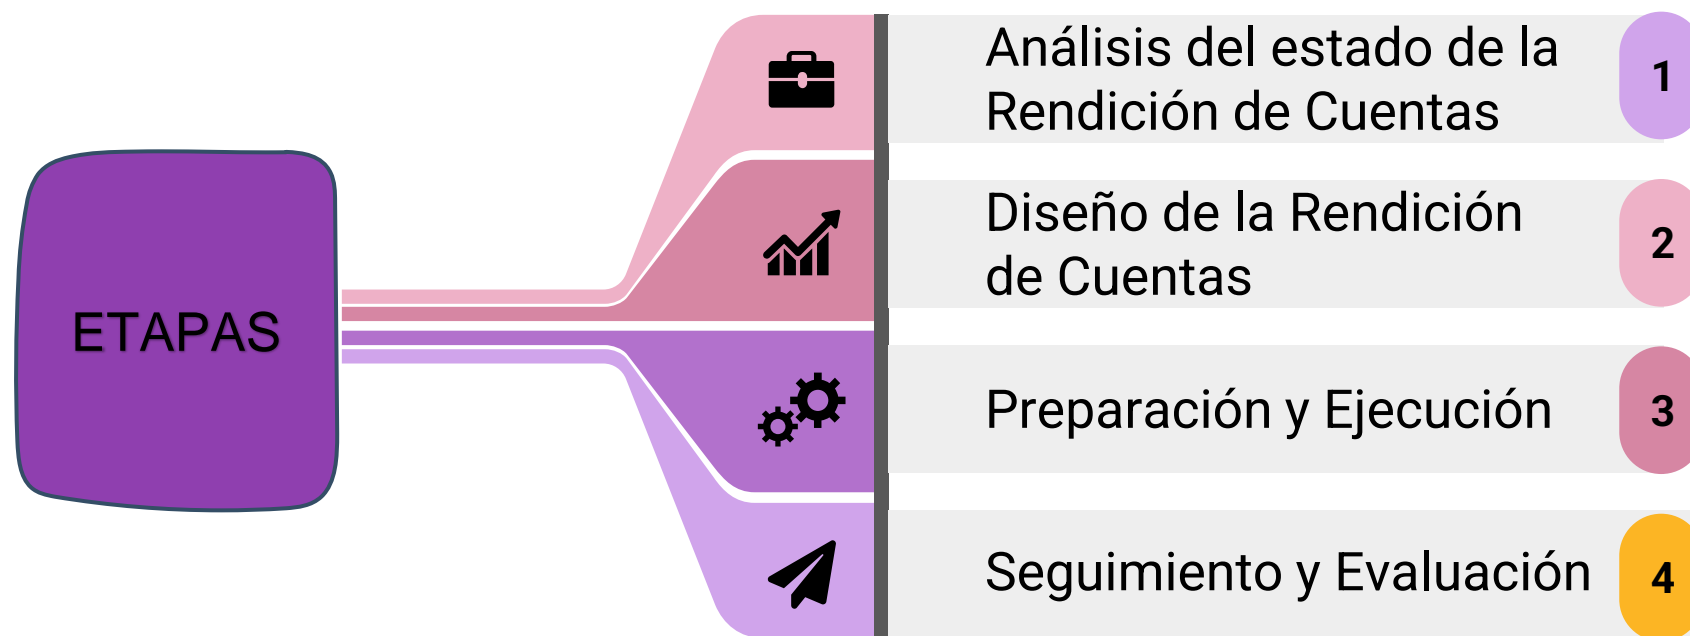 ETAPAS
Análisis del estado de la
Rendición de Cuentas
1
Diseño de la Rendición
de Cuentas
2
Preparación y Ejecución
3
Seguimiento y Evaluación
4